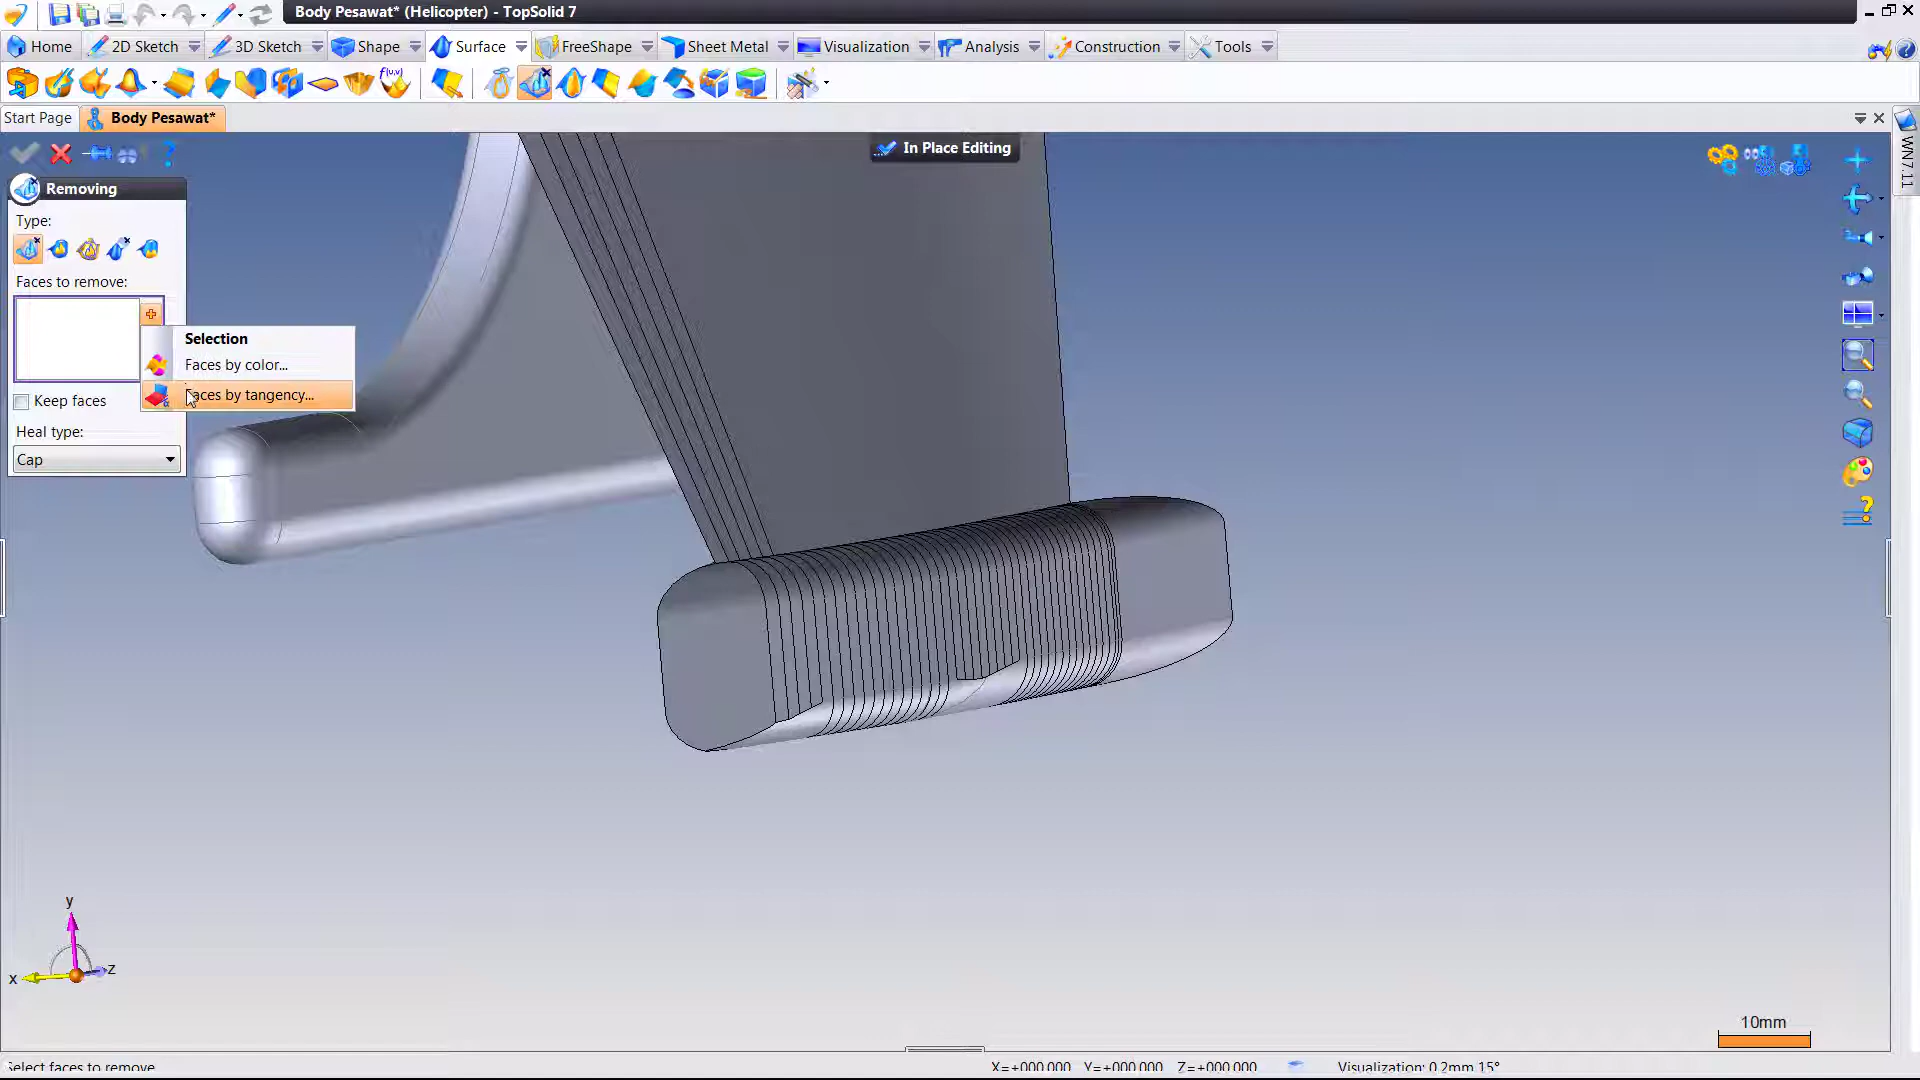 Body Pesawat* (Helicopter) - TopSolid 7
Home 2D Sketch 3D Sketch Shape Surface FreeShape Sheet Metal Visualization Analysis Construction Tools
f(u,v)
Start Page Body Pesawat*
In Place Editing
WN7.11
Removing
Type:
Faces to remove:
Selection
Faces by color...
Faces by tangency...
Keep faces
Heal type:
Cap
y
x z
10mm
Select faces to remove X=+000.000 Y=+000.000 Z=+000.000 Visualization: 0.2mm 15°